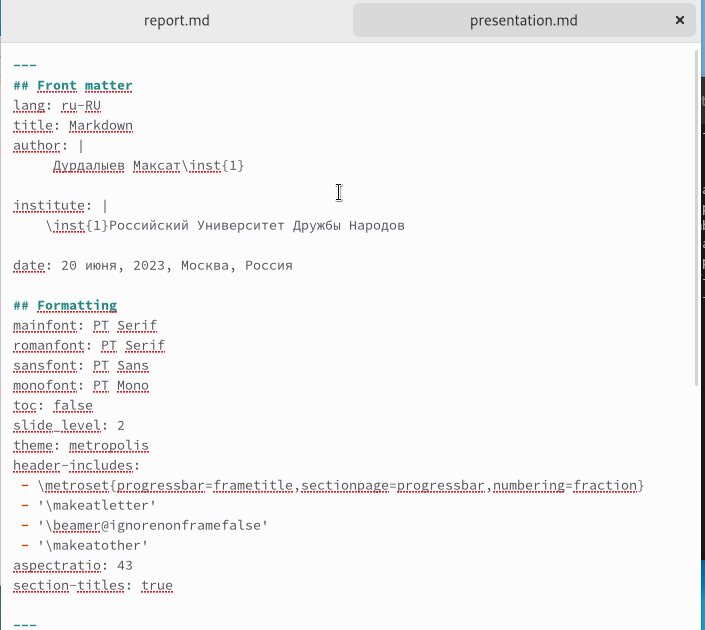 report.md
presentation.md ×
---
## Front matter
lang: ru-RU
title: Markdown
author: |
Дурдалыев Максат\inst{1}
institute: |
\inst{1}Российский Университет Дружбы Народов
date: 20 июня, 2023, Москва, Россия
## Formatting
mainfont: PT Serif
romanfont: PT Serif
sansfont: PT Sans
monofont: PT Mono
toc: false
slide_level: 2
theme: metropolis
header-includes:
- \metroset{progressbar=frametitle,sectionpage=progressbar,numbering=fraction}
- '\makeatletter'
- '\beamer@ignorenonframefalse'
- '\makeatother'
aspectratio: 43
section-titles: true
---